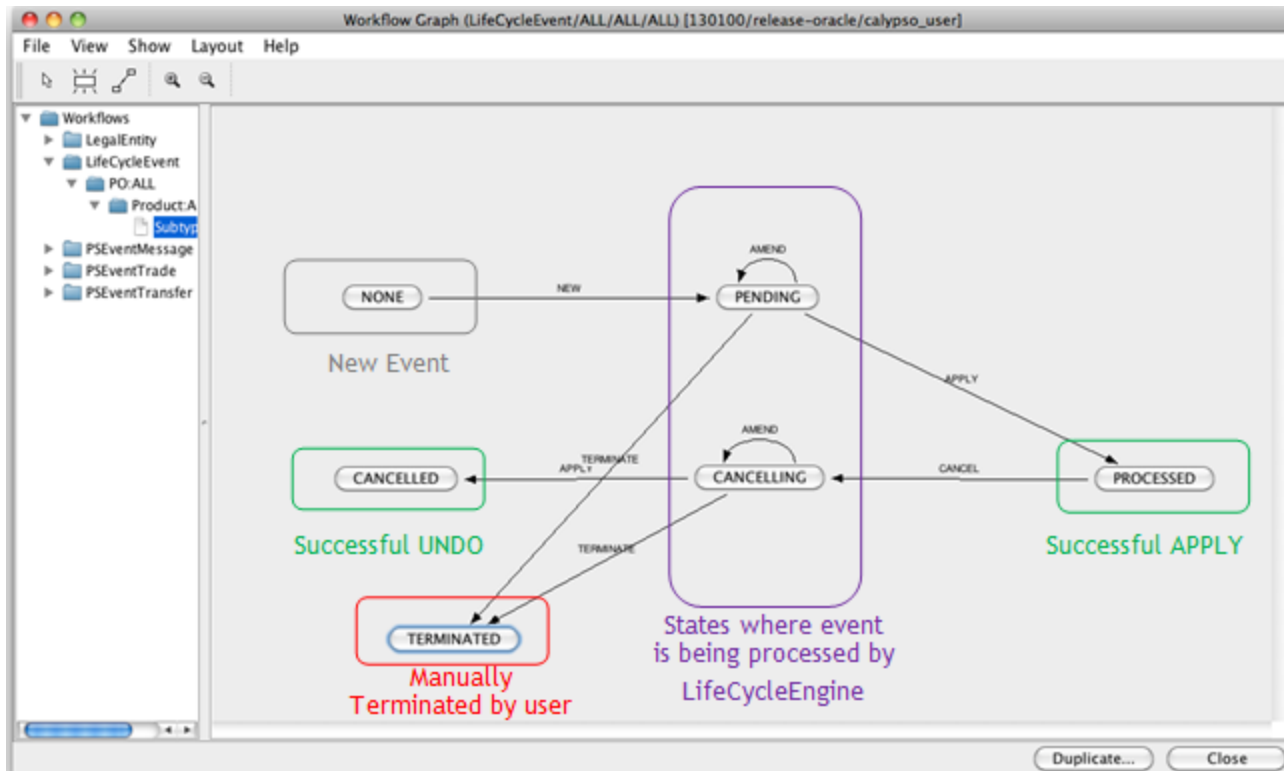 Workflow Graph (LifeCycleEvent/ALL/ALL/ALL) [130100/release-oracle/calypso_user]
File View Show Layout Help
Workflows
LegalEntity
LifeCycleEvent
PO:ALL
Product:A
Subtyp
PSEventMessage
PSEventTrade
PSEventTransfer
AMEND
NONE
NEW
PENDING
New Event
APPLY
AMEND
CANCELLED
TERMINATE
APPLY
CANCELLING
CANCEL
PROCESSED
Successful UNDO
Successful APPLY
TERMINATE
TERMINATED
Manually
Terminated by user
States where event
is being processed by
LifeCycleEngine
Duplicate... Close